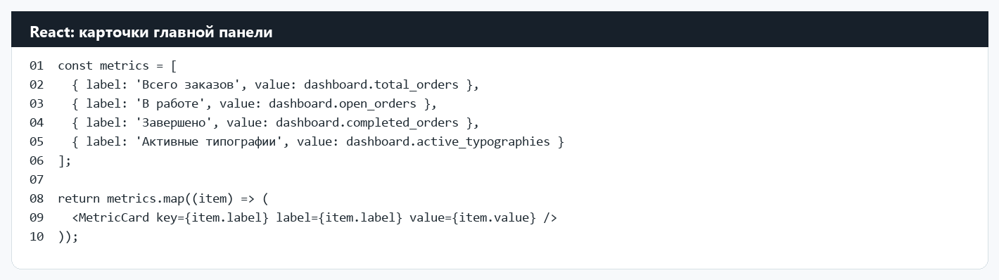 React: карточки главной панели
01  const metrics = [
02    { label: 'Всего заказов', value: dashboard.total_orders },
03    { label: 'В работе', value: dashboard.open_orders },
04    { label: 'Завершено', value: dashboard.completed_orders },
05    { label: 'Активные типографии', value: dashboard.active_typographies }
06  ];
07
08  return metrics.map((item) => (
09    <MetricCard key={item.label} label={item.label} value={item.value} />
10  ));